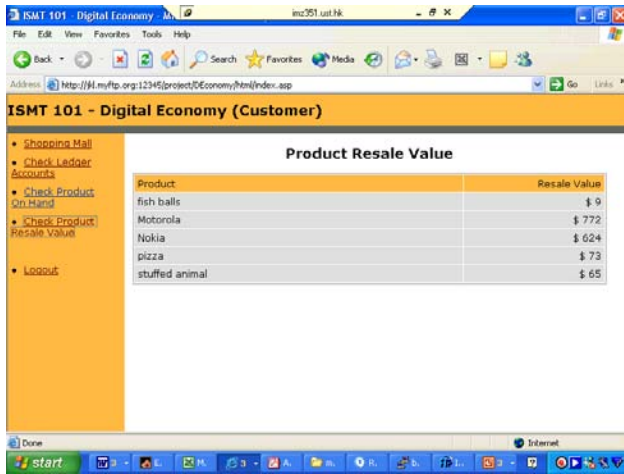 ISMT 101 - Digital Economy - M
imz351.ust.hk
File Edit View Favorites Tools Help
Back Search Favorites Media
Address http://jkl.myftp.org:12345/project/DEconomy/html/index.asp Go Links
ISMT 101 - Digital Economy (Customer)
• Shopping Mall
• Check Ledger
Accounts
• Check Product
On Hand
• Check Product
Resale Value
• Logout
Product Resale Value
Product Resale Value
fish balls $ 9
Motorola $ 772
Nokia $ 624
pizza $ 73
stuffed animal $ 65
Done Internet
start